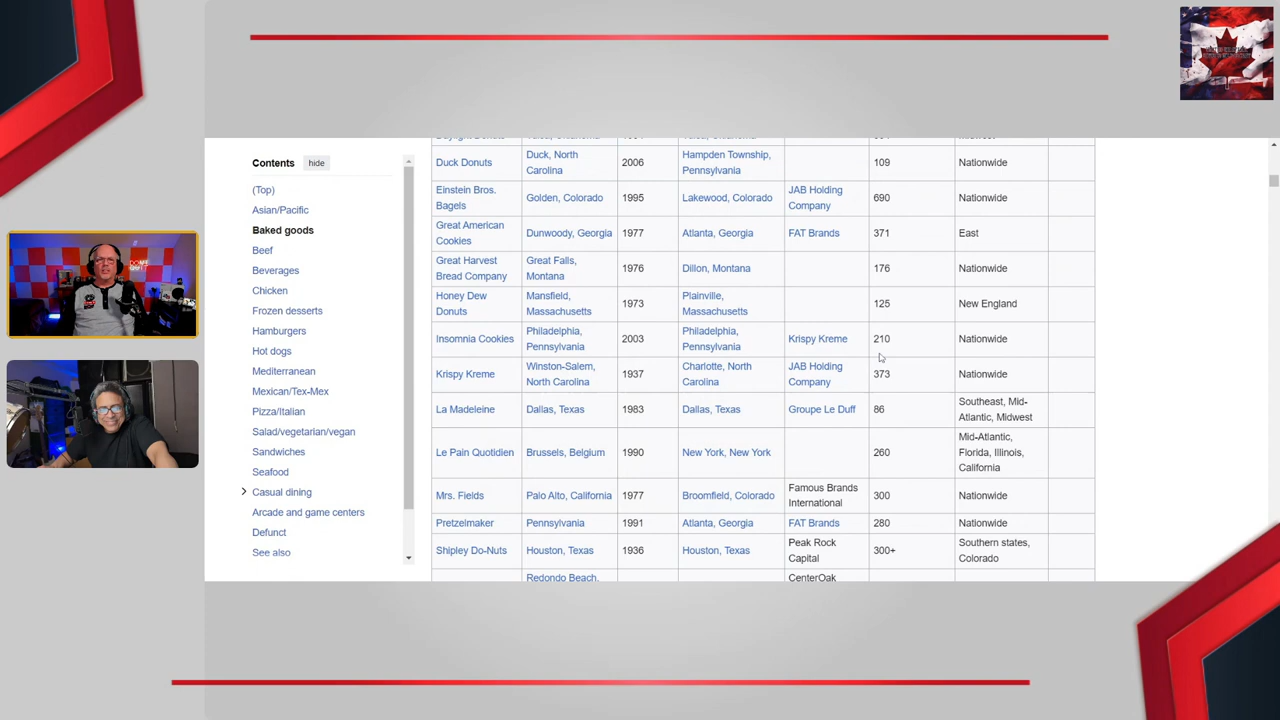 Contents hide
(Top)
Asian/Pacific
Baked goods
Beef
Beverages
Chicken
Frozen desserts
Hamburgers
Hot dogs
Mediterranean
Mexican/Tex-Mex
Pizza/Italian
Salad/vegetarian/vegan
Sandwiches
Seafood
Casual dining
Arcade and game centers
Defunct
See also
Duck Donuts
Duck, North
Carolina
2006
Hampden Township,
Pennsylvania
109
Nationwide
Einstein Bros.
Bagels
Golden, Colorado
1995
Lakewood, Colorado
JAB Holding
Company
690
Nationwide
Great American
Cookies
Dunwoody, Georgia
1977
Atlanta, Georgia
FAT Brands
371
East
Great Harvest
Bread Company
Great Falls,
Montana
1976
Dillon, Montana
176
Nationwide
Honey Dew
Donuts
Mansfield,
Massachusetts
1973
Plainville,
Massachusetts
125
New England
Insomnia Cookies
Philadelphia,
Pennsylvania
2003
Philadelphia,
Pennsylvania
Krispy Kreme
210
Nationwide
Krispy Kreme
Winston-Salem,
North Carolina
1937
Charlotte, North
Carolina
JAB Holding
Company
373
Nationwide
La Madeleine
Dallas, Texas
1983
Dallas, Texas
Groupe Le Duff
86
Southeast, Mid-
Atlantic, Midwest
Le Pain Quotidien
Brussels, Belgium
1990
New York, New York
260
Mid-Atlantic,
Florida, Illinois,
California
Mrs. Fields
Palo Alto, California
1977
Broomfield, Colorado
Famous Brands
International
300
Nationwide
Pretzelmaker
Pennsylvania
1991
Atlanta, Georgia
FAT Brands
280
Nationwide
Shipley Do-Nuts
Houston, Texas
1936
Houston, Texas
Peak Rock
Capital
300+
Southern states,
Colorado
Redondo Beach,
CenterOak